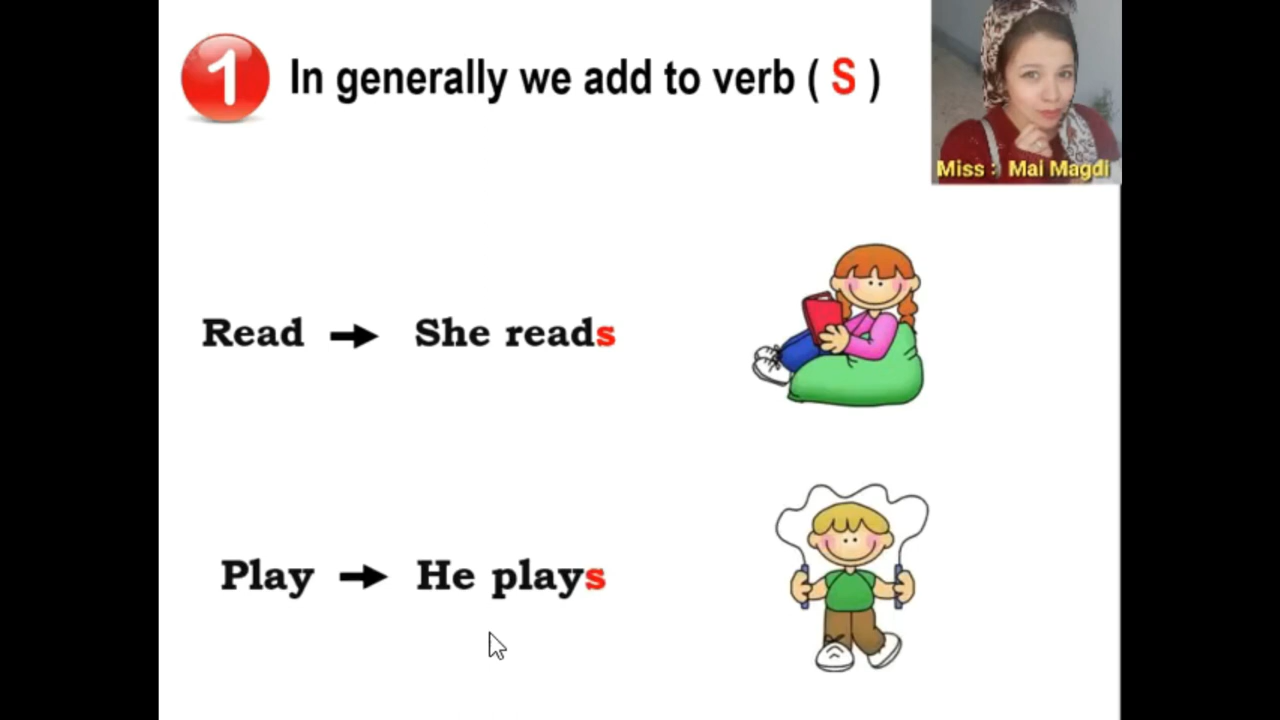 1 In generally we add to verb ( S )
Miss : Mai Magdi
Read → She reads
Play → He plays